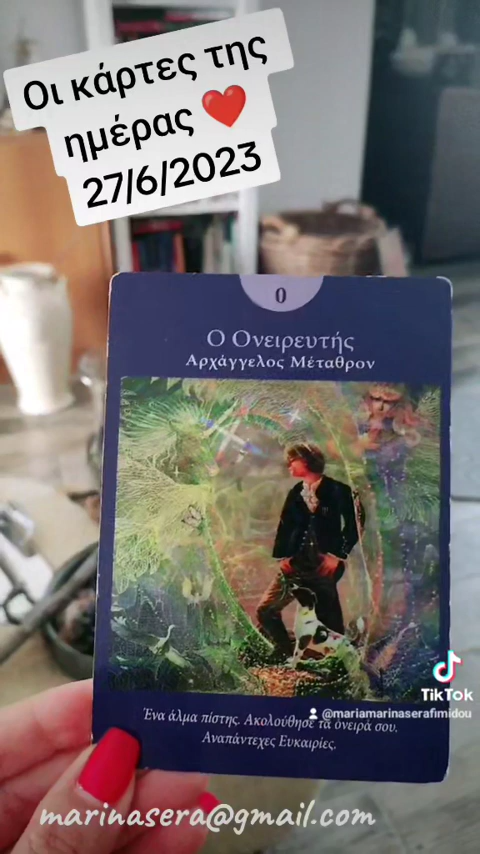 Οι κάρτες της
ημέρας ❤️
27/6/2023
0
Ο Ονειρευτής
Αρχάγγελος Μέταθρον
Ένα άλμα πίστης. Ακολούθησε τα όνειρά σου.
Αναπάντεχες Ευκαιρίες.
TikTok
@mariamarinaserafimidou
marinasera@gmail.com